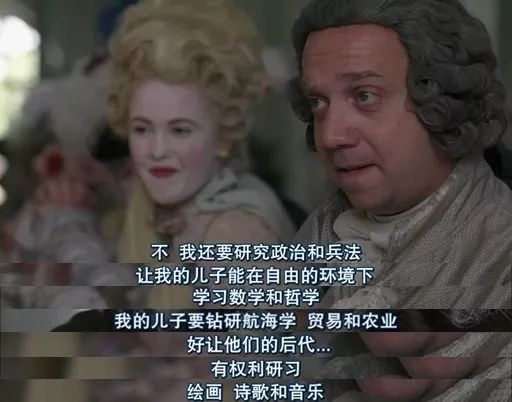 不 我还要研究政治和兵法
让我的儿子能在自由的环境下
学习数学和哲学
我的儿子要钻研航海学 贸易和农业
好让他们的后代...
有权利研习
绘画 诗歌和音乐